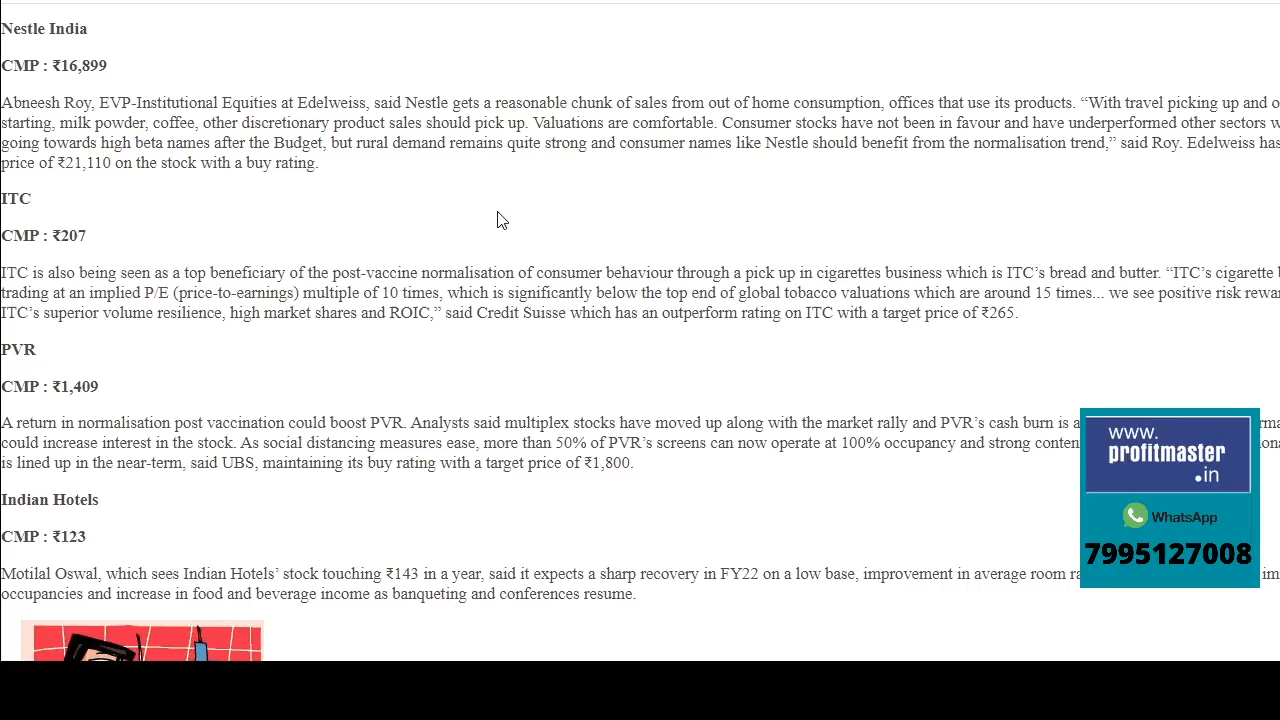 Nestle India
CMP : ₹16,899
Abneesh Roy, EVP-Institutional Equities at Edelweiss, said Nestle gets a reasonable chunk of sales from out of home consumption, offices that use its products. “With travel picking up and
starting, milk powder, coffee, other discretionary product sales should pick up. Valuations are comfortable. Consumer stocks have not been in favour and have underperformed other sectors
going towards high beta names after the Budget, but rural demand remains quite strong and consumer names like Nestle should benefit from the normalisation trend,” said Roy. Edelweiss has
price of ₹21,110 on the stock with a buy rating.
ITC
CMP : ₹207
ITC is also being seen as a top beneficiary of the post-vaccine normalisation of consumer behaviour through a pick up in cigarettes business which is ITC’s bread and butter. “ITC’s cigarette
trading at an implied P/E (price-to-earnings) multiple of 10 times, which is significantly below the top end of global tobacco valuations which are around 15 times... we see positive risk
ITC’s superior volume resilience, high market shares and ROIC,” said Credit Suisse which has an outperform rating on ITC with a target price of ₹265.
PVR
CMP : ₹1,409
A return in normalisation post vaccination could boost PVR. Analysts said multiplex stocks have moved up along with the market rally and PVR’s cash burn is
could increase interest in the stock. As social distancing measures ease, more than 50% of PVR’s screens can now operate at 100% occupancy and strong
is lined up in the near-term, said UBS, maintaining its buy rating with a target price of ₹1,800.
www.
profitmaster
.in
WhatsApp
7995127008
Indian Hotels
CMP : ₹123
Motilal Oswal, which sees Indian Hotels’ stock touching ₹143 in a year, said it expects a sharp recovery in FY22 on a low base, improvement in average room
occupancies and increase in food and beverage income as banqueting and conferences resume.